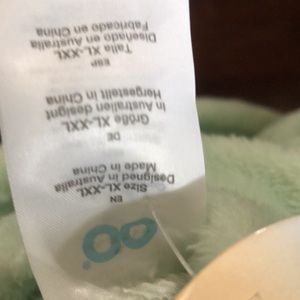 EN
Size XL-XXL
Designed in Australia
Made in China
DE
Größe XL-XXL
In Australien designt
Hergestellt in China
ESP
Talla XL-XXL
Diseñado en Australia
Fabricado en China